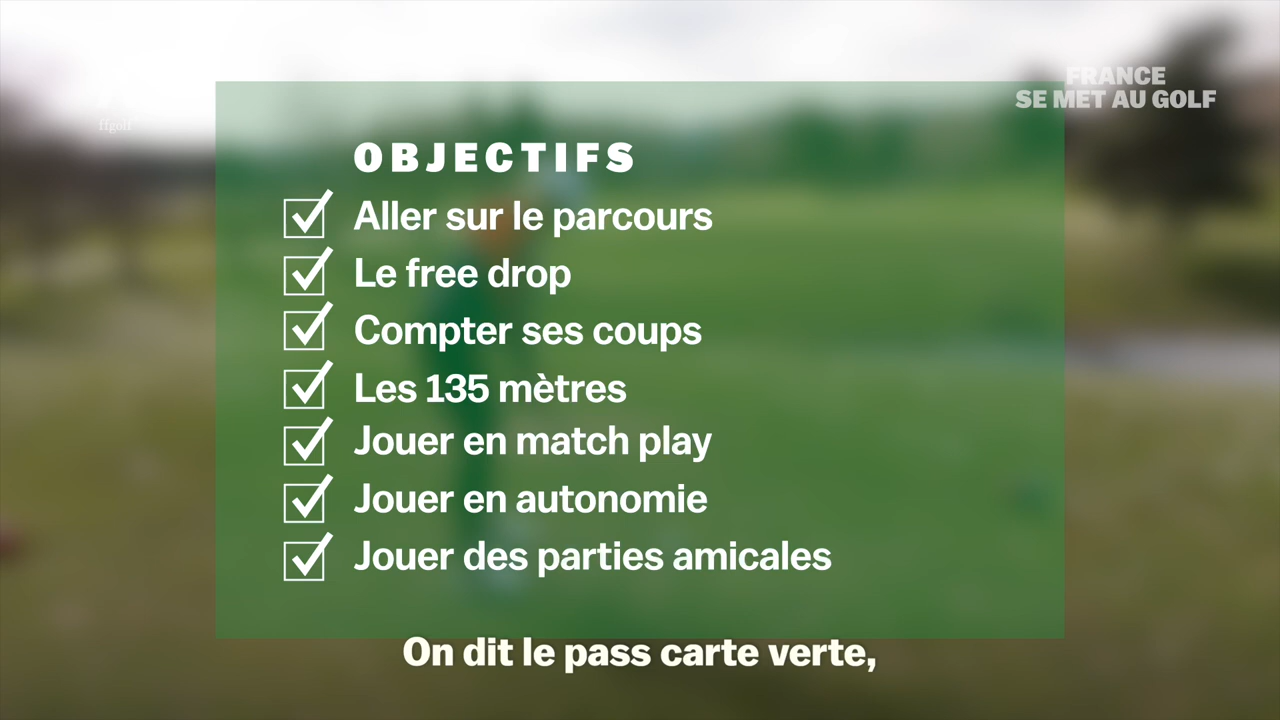 FRANCE
SE MET AU GOLF
ffgolf
OBJECTIFS
Aller sur le parcours
Le free drop
Compter ses coups
Les 135 mètres
Jouer en match play
Jouer en autonomie
Jouer des parties amicales
On dit le pass carte verte,